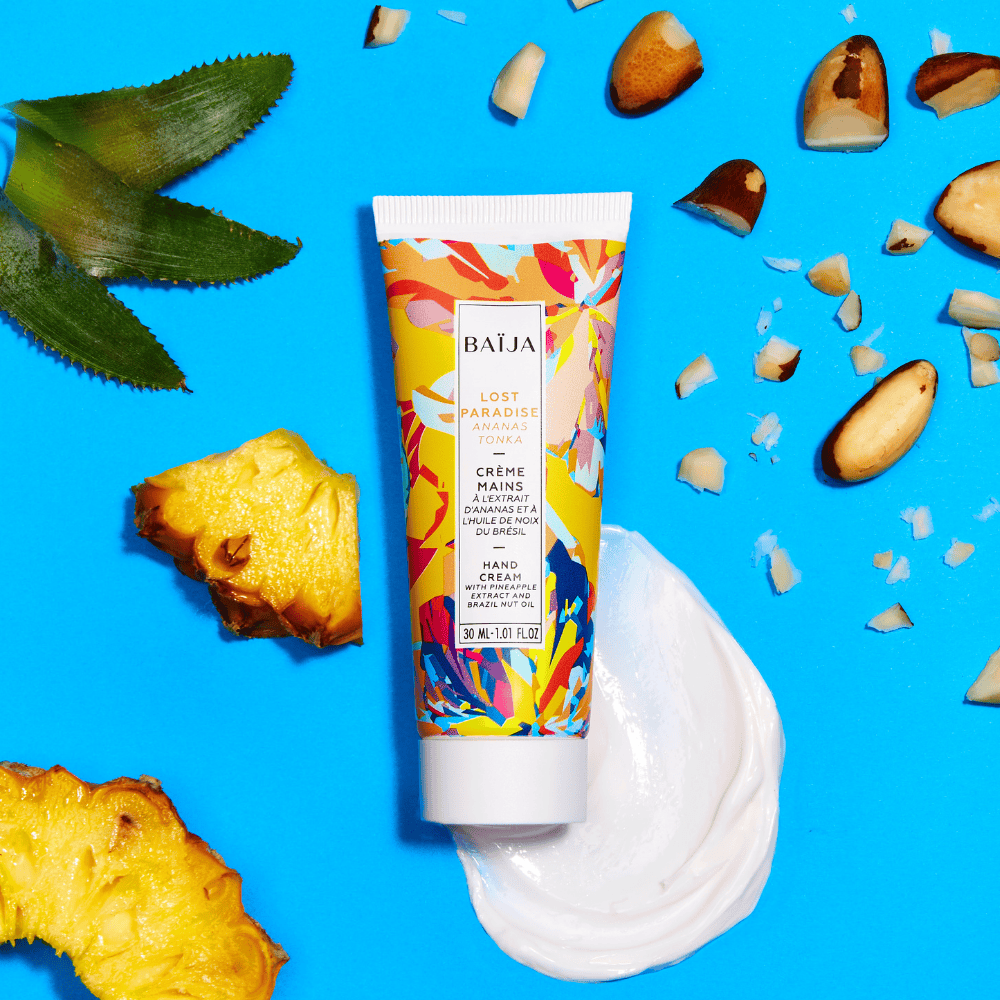 BAÏJA
LOST
PARADISE
ANANAS
TONKA
CRÈME
MAINS
À L'EXTRAIT
D'ANANAS ET À
L'HUILE DE NOIX
DU BRÉSIL
HAND
CREAM
WITH PINEAPPLE
EXTRACT AND
BRAZIL NUT OIL
30 ML-1.01 FL.OZ